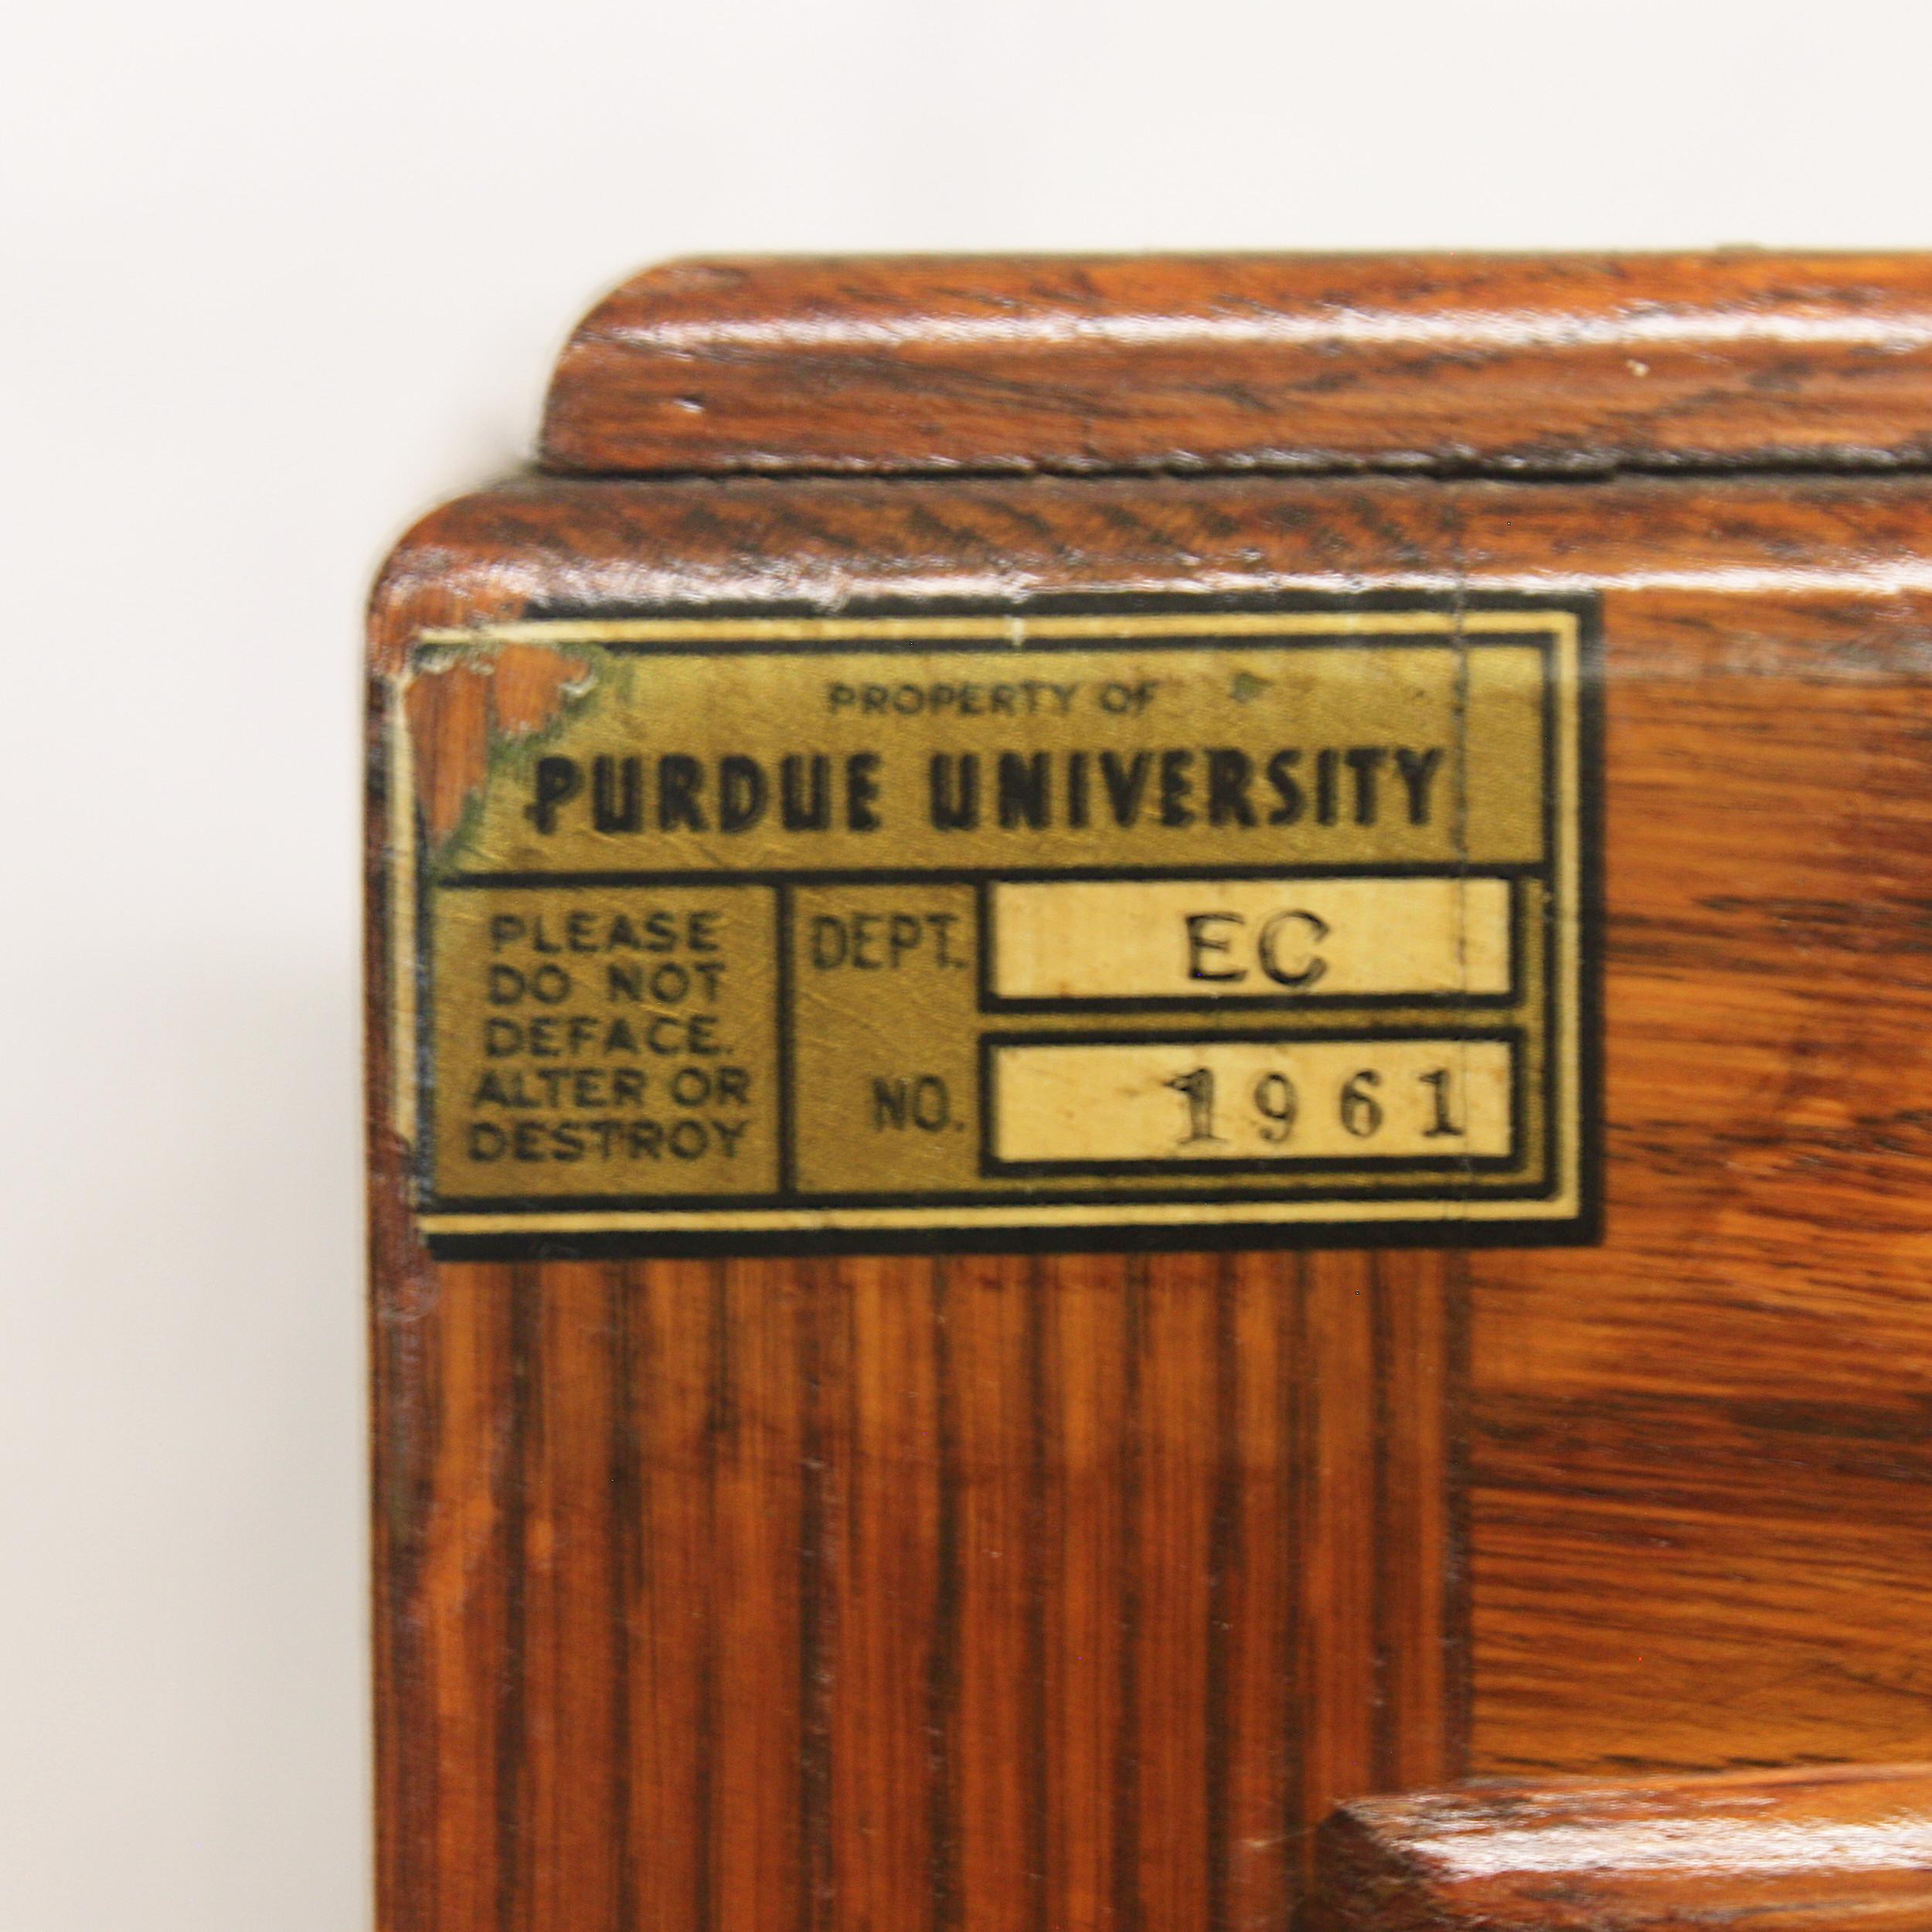 PROPERTY OF
PURDUE UNIVERSITY
PLEASE
DO NOT
DEFACE.
ALTER OR
DESTROY
DEPT. EC
NO. 1961